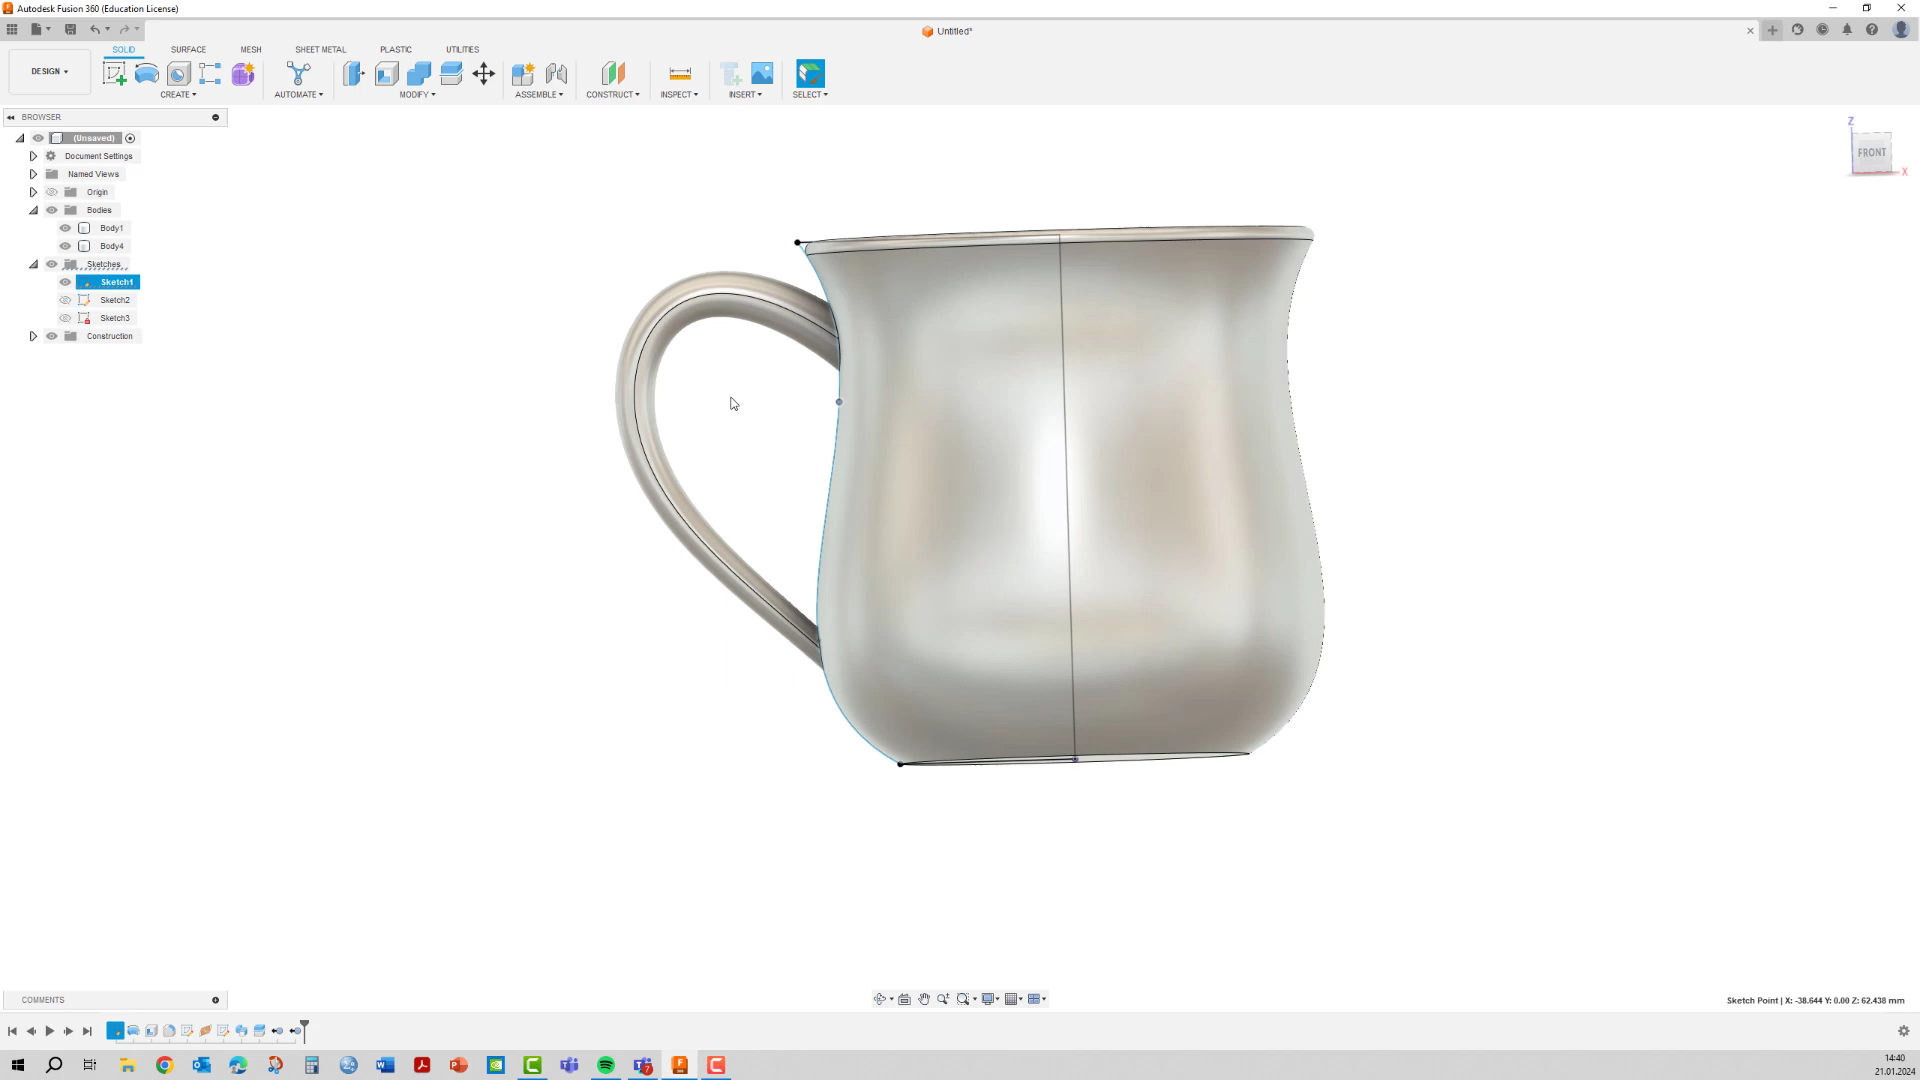 Autodesk Fusion 360 (Education License)
Untitled*
SOLID SURFACE MESH SHEET METAL PLASTIC UTILITIES
DESIGN
CREATE AUTOMATE MODIFY ASSEMBLE CONSTRUCT INSPECT INSERT SELECT
BROWSER
(Unsaved)
Document Settings
Named Views
Origin
Bodies
Body1
Body4
Sketches
Sketch1
Sketch2
Sketch3
Construction
Z
FRONT
X
COMMENTS
Sketch Point | X: -38.644 Y: 0.00 Z: 62.438 mm
14:40
21.01.2024